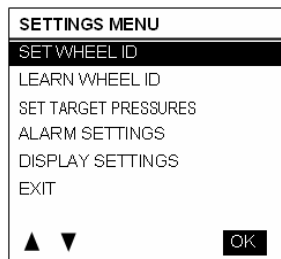 SETTINGS MENU
SET WHEEL ID
LEARN WHEEL ID
SET TARGET PRESSURES
ALARM SETTINGS
DISPLAY SETTINGS
EXIT
▲ ▼ OK